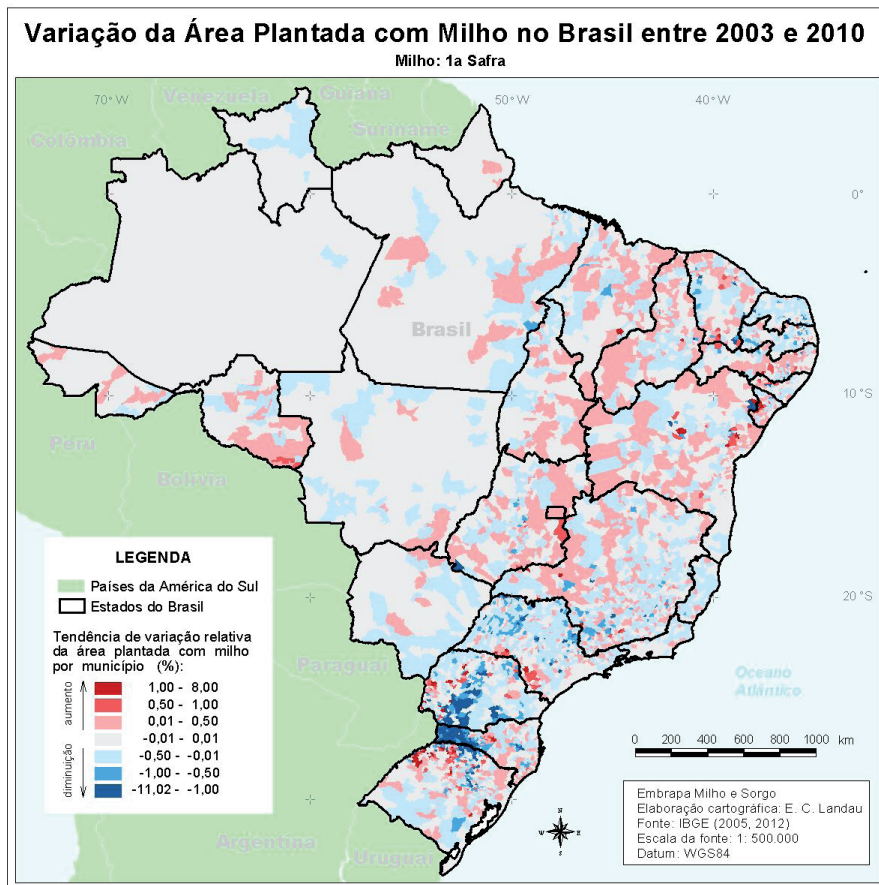 Variação da Área Plantada com Milho no Brasil entre 2003 e 2010
Milho: 1a Safra
70° W
Venezuela
Guiana
50° W
40° W
Suriname
Colômbia
0°
Brasil
10° S
Peru
Bolívia
20° S
Paraguai
Oceano
Atlântico
Argentina
Uruguai
LEGENDA
Países da América do Sul
Estados do Brasil
Tendência de variação relativa
da área plantada com milho
por município (%):
aumento
1,00 - 8,00
0,50 - 1,00
0,01 - 0,50
-0,01 - 0,01
diminuição
-0,50 - -0,01
-1,00 - -0,50
-11,02 - -1,00
0 200 400 600 800 1000 km
N
W E
S
Embrapa Milho e Sorgo
Elaboração cartográfica: E. C. Landau
Fonte: IBGE (2005, 2012)
Escala da fonte: 1: 500.000
Datum: WGS84